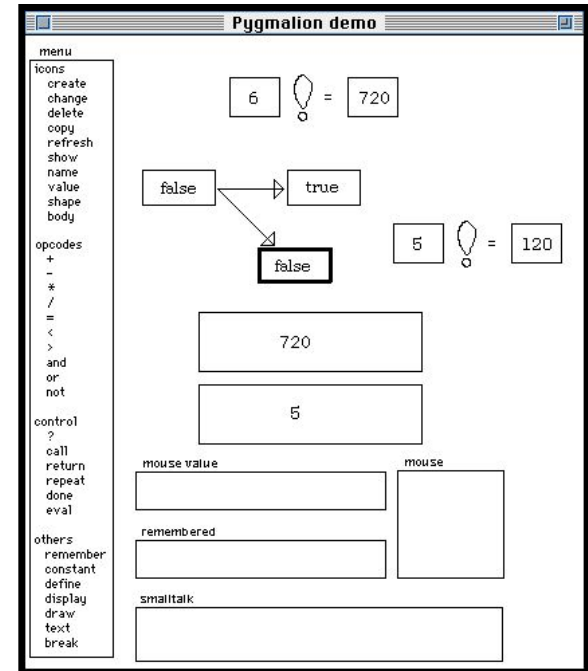 Pygmalion demo
menu
icons
create
change
delete
copy
refresh
show
name
value
shape
body
opcodes
+
-
*
/
=
<
>
and
or
not
control
?
call
return
repeat
done
eval
others
remember
constant
define
display
draw
text
break
6 ! = 720
false true
false
5 ! = 120
720
5
mouse value
mouse
remembered
smalltalk